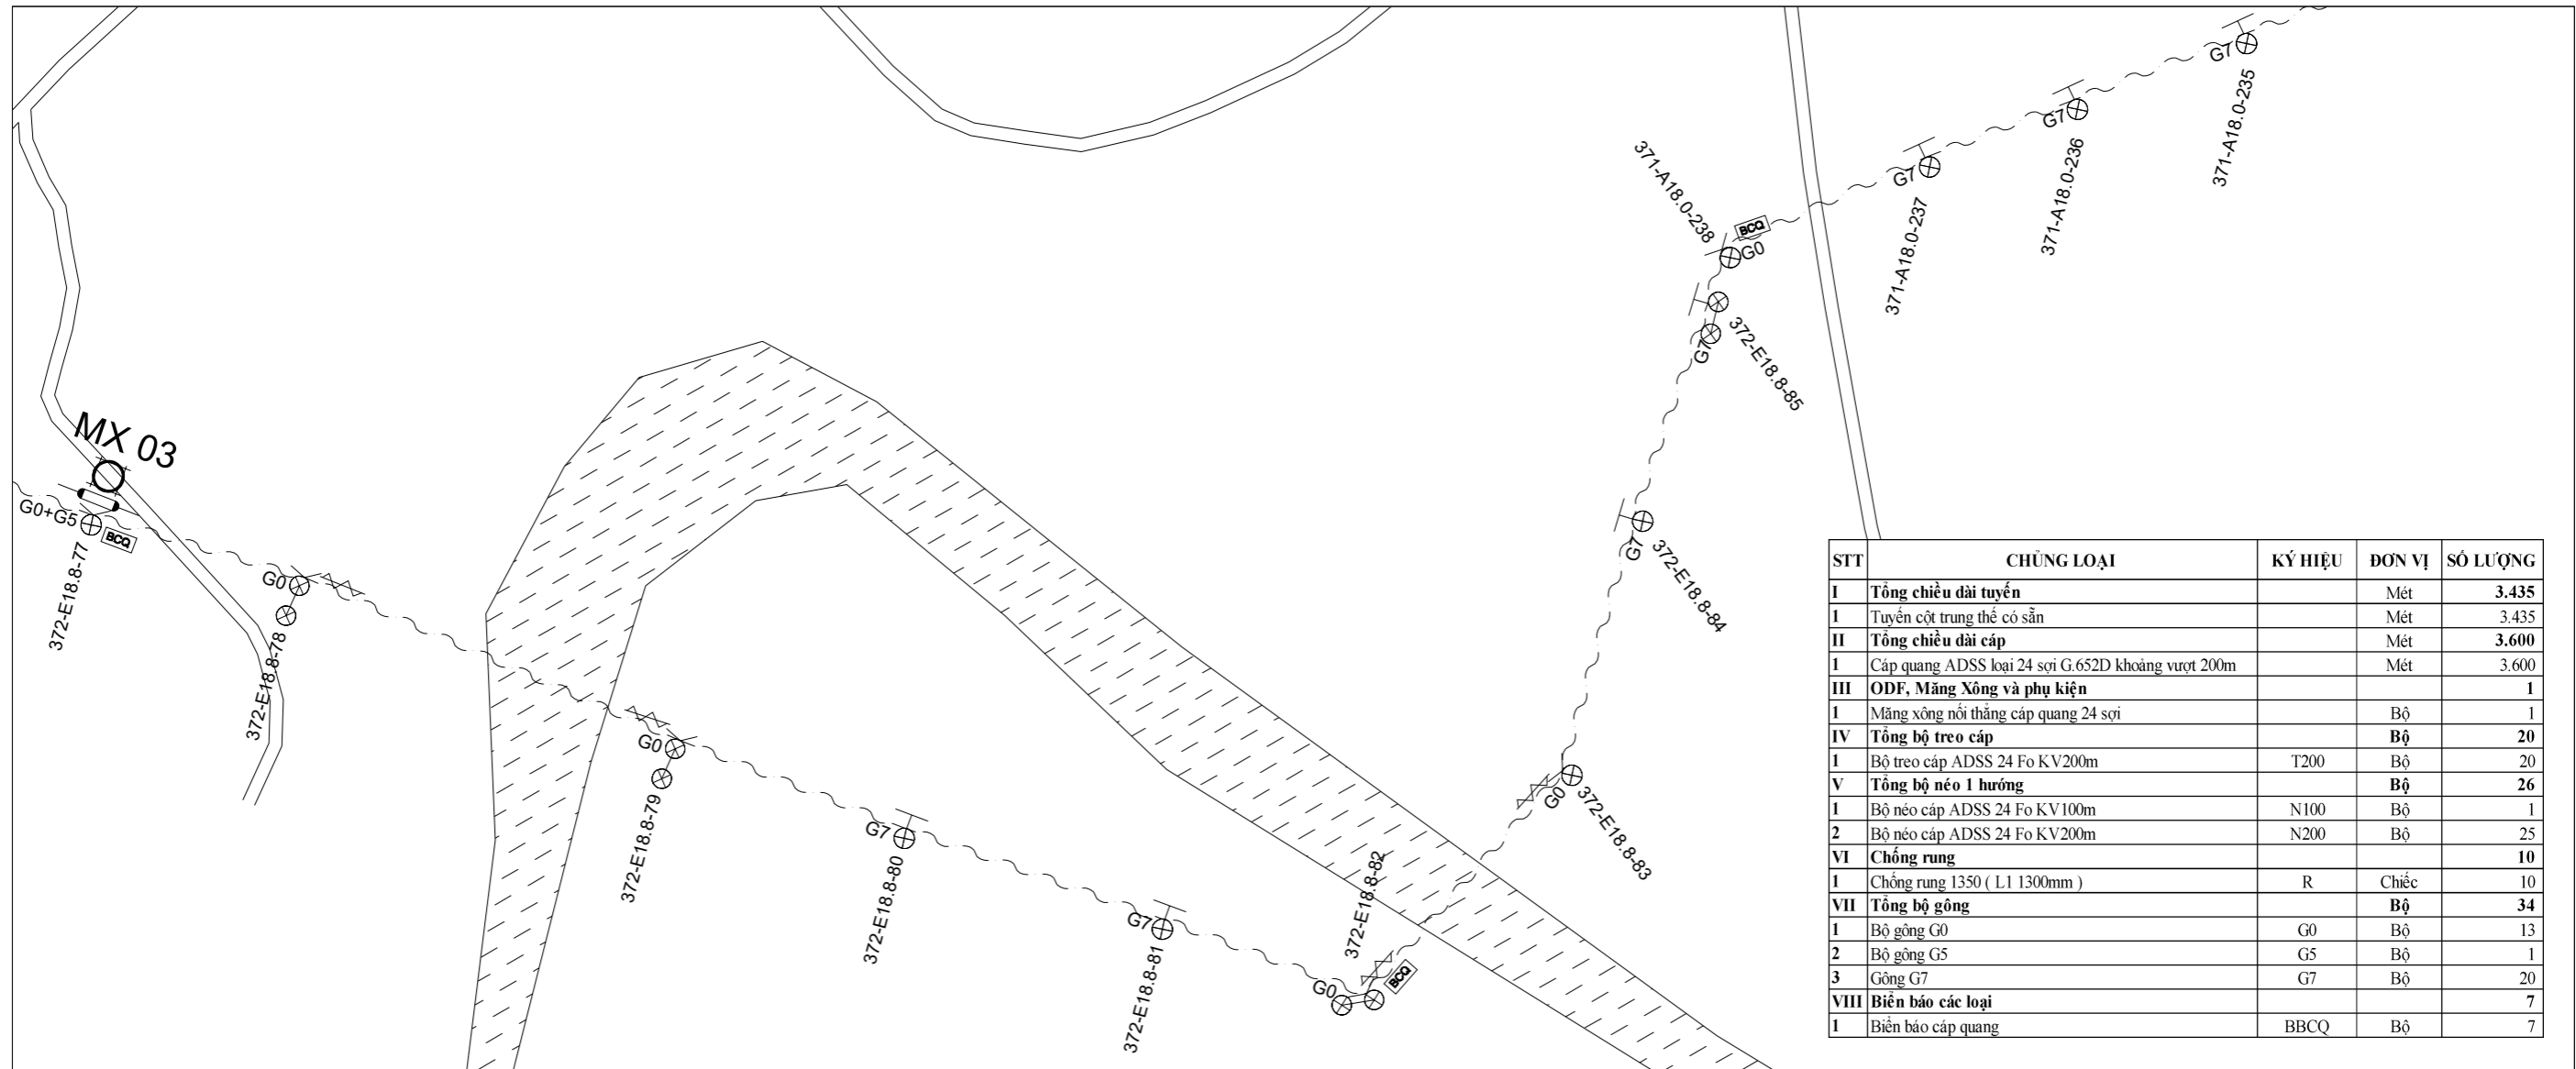 MX 03
G0+G5
BCQ
372-E18.8-77
G0
372-E18.8-78
G0
372-E18.8-79
G7
372-E18.8-80
G7
372-E18.8-81
G0
BCQ
372-E18.8-82
G0
372-E18.8-83
G7
372-E18.8-84
G7
372-E18.8-85
371-A18.0-238
BCQ
G0
G7
371-A18.0-237
G7
371-A18.0-236
G7
371-A18.0-235
STT CHỦNG LOẠI KÝ HIỆU ĐƠN VỊ SỐ LƯỢNG
I Tổng chiều dài tuyến Mét 3.435
1 Tuyến cột trung thế có sẵn Mét 3.435
II Tổng chiều dài cáp Mét 3.600
1 Cáp quang ADSS loại 24 sợi G.652D khoảng vượt 200m Mét 3.600
III ODF, Măng Xông và phụ kiện 1
1 Măng xông nối thẳng cáp quang 24 sợi Bộ 1
IV Tổng bộ treo cáp Bộ 20
1 Bộ treo cáp ADSS 24 Fo KV200m T200 Bộ 20
V Tổng bộ néo 1 hướng Bộ 26
1 Bộ néo cáp ADSS 24 Fo KV100m N100 Bộ 1
2 Bộ néo cáp ADSS 24 Fo KV200m N200 Bộ 25
VI Chống rung 10
1 Chống rung 1350 ( L1 1300mm ) R Chiếc 10
VII Tổng bộ gông Bộ 34
1 Bộ gông G0 G0 Bộ 13
2 Bộ gông G5 G5 Bộ 1
3 Gông G7 G7 Bộ 20
VIII Biển báo các loại 7
1 Biển báo cáp quang BBCQ Bộ 7